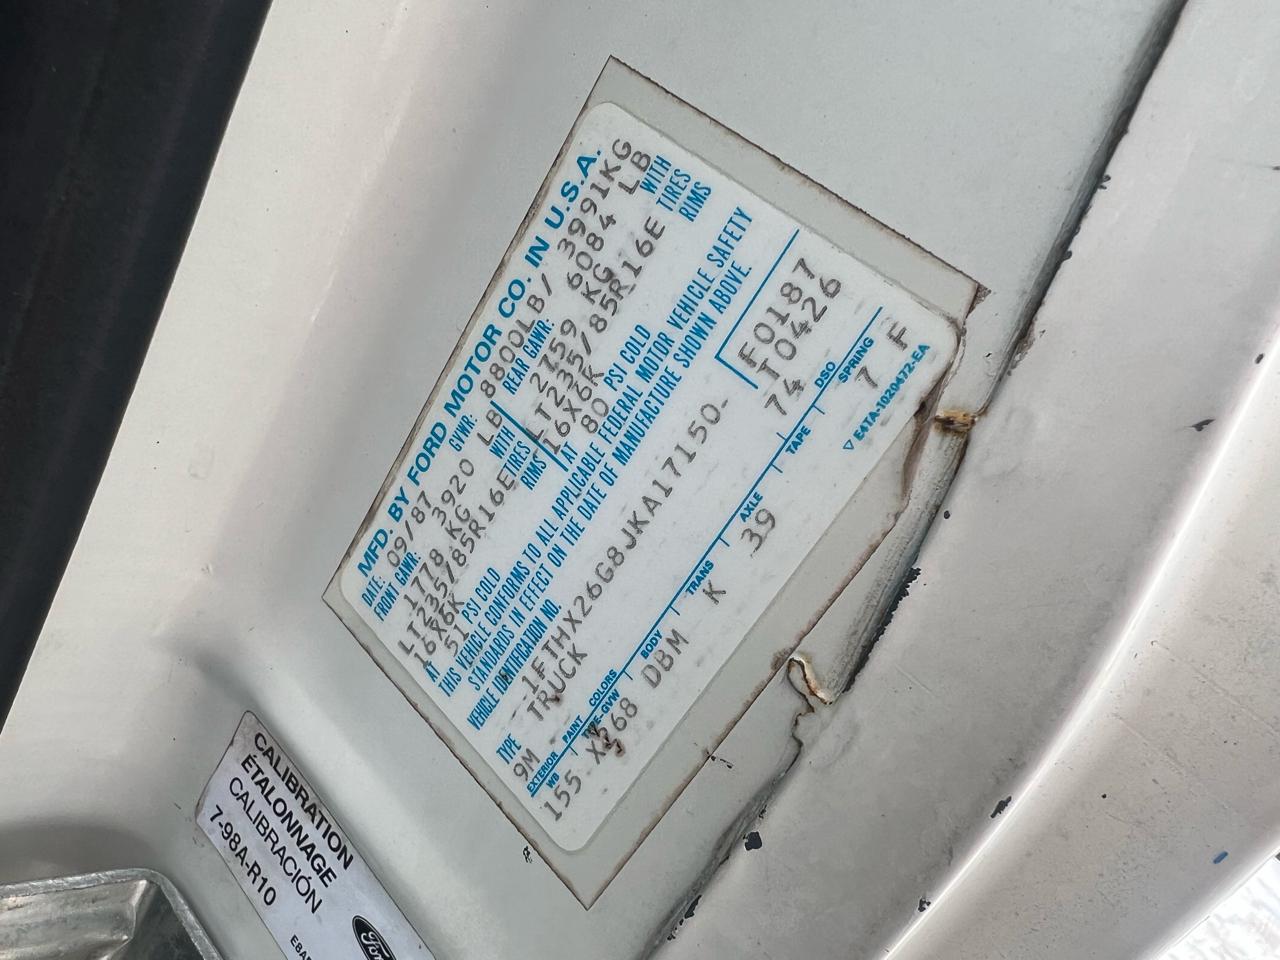 MFD. BY FORD MOTOR CO. IN U.S.A.
DATE: 09/87 GVWR: 8800LB/ 3991KG
FRONT GAWR: 3920 LB REAR GAWR: 6084 LB
1778 KG WITH 2759 KG WITH
LT235/85R16E TIRES LT235/85R16E TIRES
16X6K RIMS 16X6K RIMS
AT 51 PSI COLD AT 80 PSI COLD
THIS VEHICLE CONFORMS TO ALL APPLICABLE FEDERAL MOTOR VEHICLE SAFETY
STANDARDS IN EFFECT ON THE DATE OF MANUFACTURE SHOWN ABOVE.
VEHICLE IDENTIFICATION NO.
1FTHX26G8JKA17150-
TYPE TRUCK F0187
T0426
9M 74
EXTERIOR PAINT COLORS DSO
WB TYPE-GVW BODY TRANS AXLE TAPE SPRING
155 X268 DBM K 39 7 F
▽ E4TA-1020472-EA
CALIBRATION
ÉTALONNAGE
CALIBRACIÓN
7-98A-R10
Ford